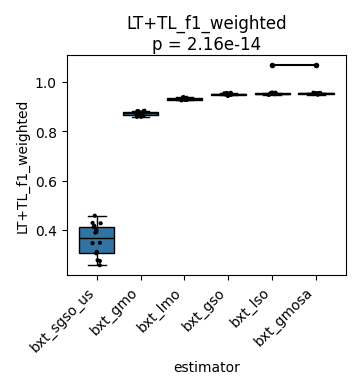 LT+TL_f1_weighted
p = 2.16e-14
LT+TL_f1_weighted
1.0
0.8
0.6
0.4
bxt_sgso_us
bxt_gmo
bxt_lmo
bxt_gso
bxt_lso
bxt_gmosa
estimator